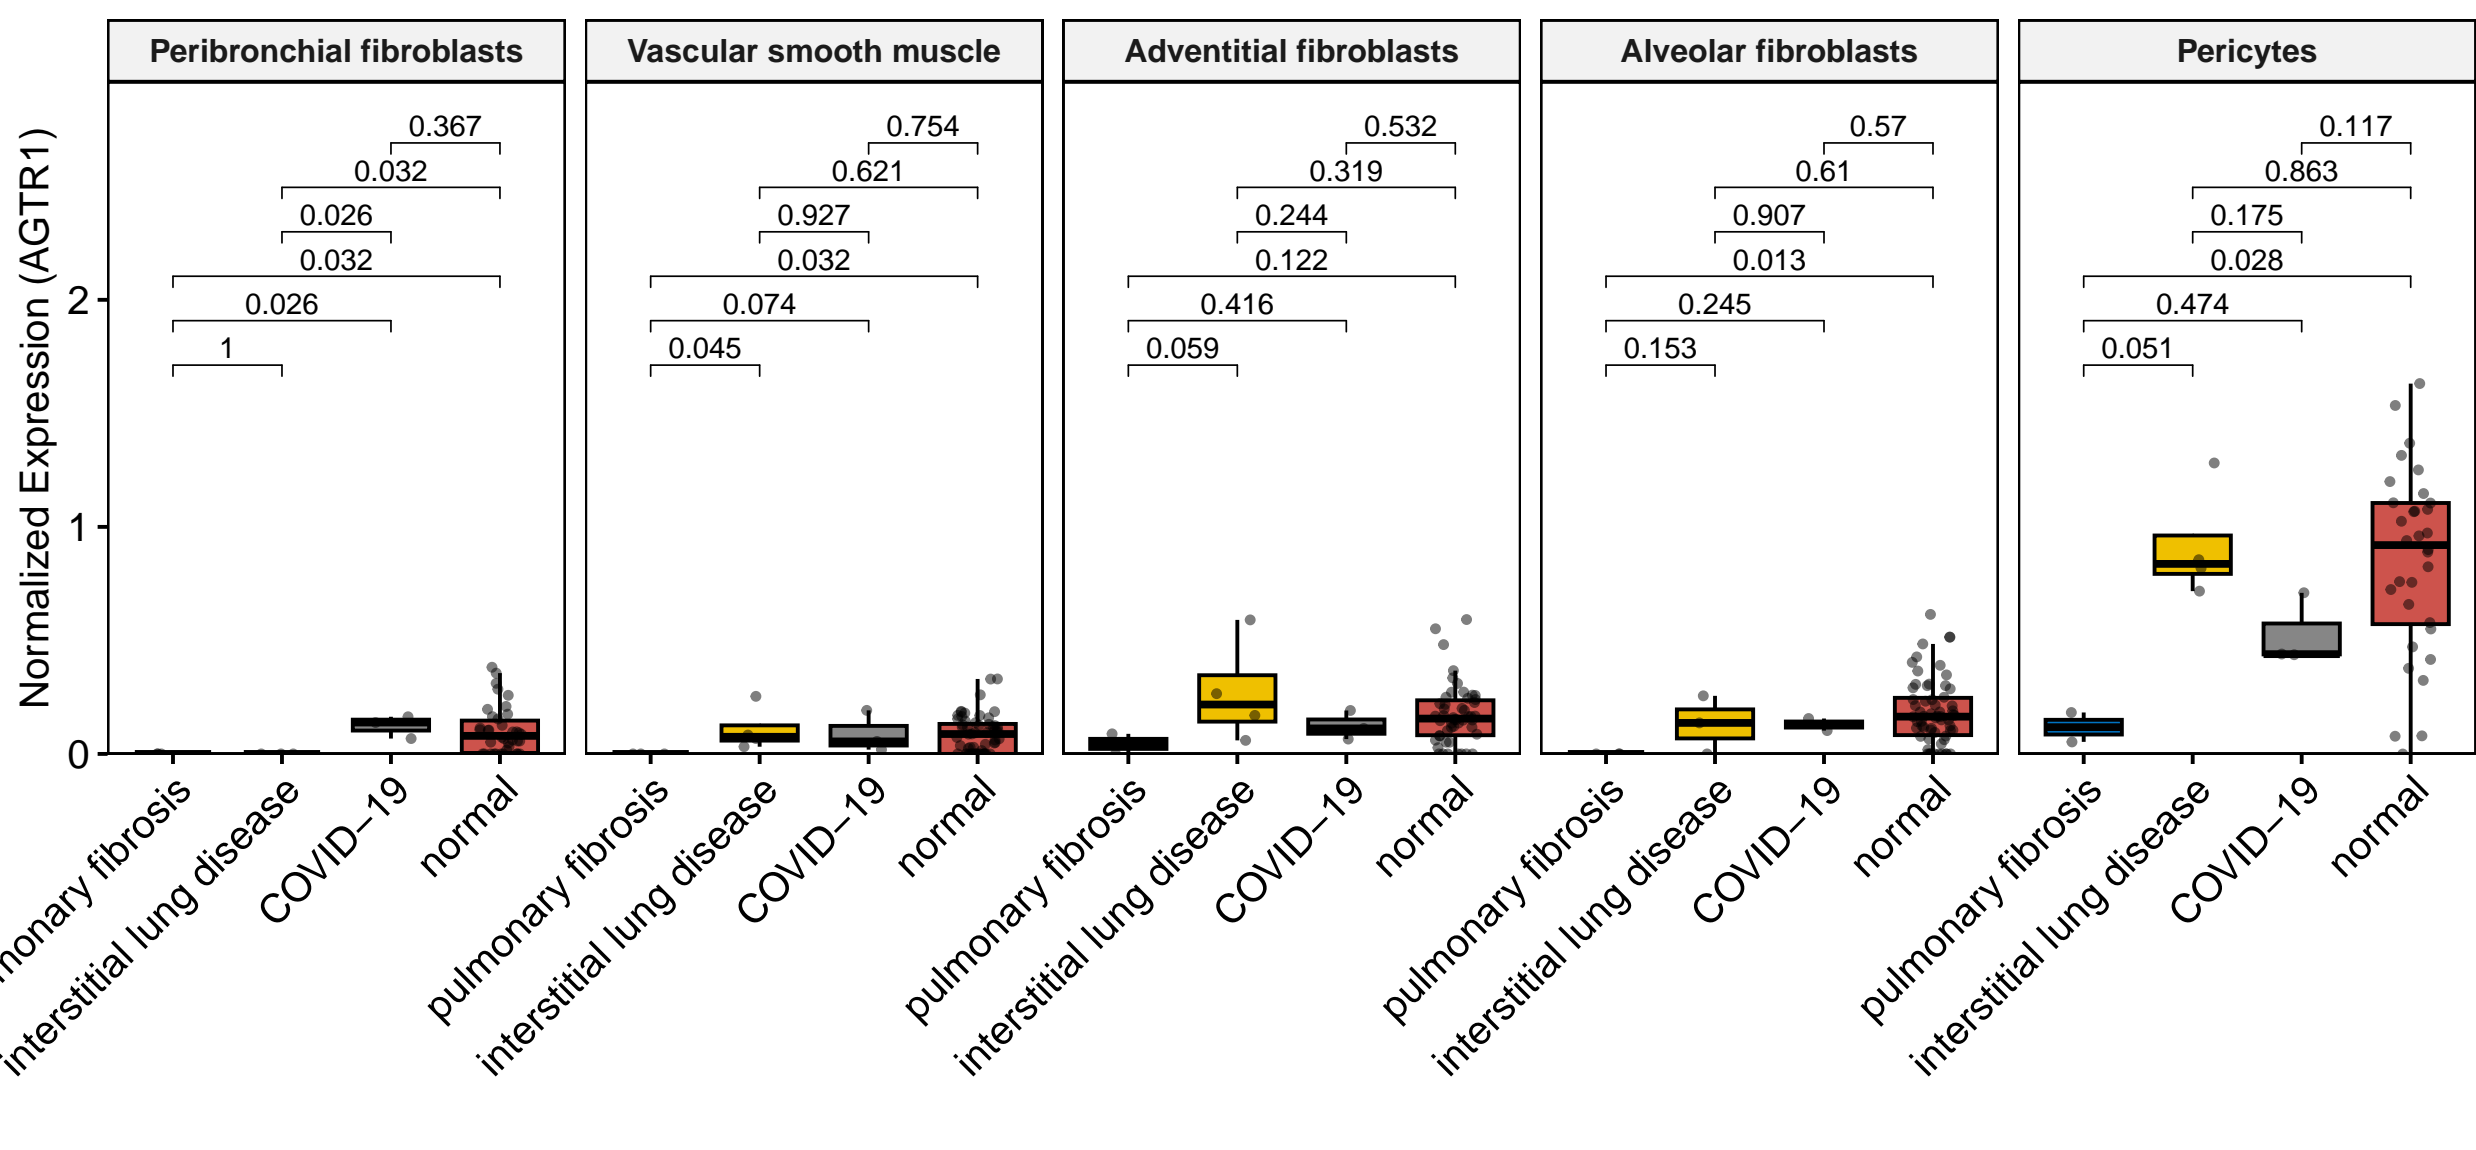 Peribronchial fibroblasts
Vascular smooth muscle
Adventitial fibroblasts
Alveolar fibroblasts
Pericytes
Normalized Expression (AGTR1)
2
1
0
0.367
0.032
0.026
0.032
0.026
1
0.754
0.621
0.927
0.032
0.074
0.045
0.532
0.319
0.244
0.122
0.416
0.059
0.57
0.61
0.907
0.013
0.245
0.153
0.117
0.863
0.175
0.028
0.474
0.051
monary fibrosis
interstitial lung disease
COVID–19
normal
pulmonary fibrosis
interstitial lung disease
COVID–19
normal
pulmonary fibrosis
interstitial lung disease
COVID–19
normal
pulmonary fibrosis
interstitial lung disease
COVID–19
normal
pulmonary fibrosis
interstitial lung disease
COVID–19
normal